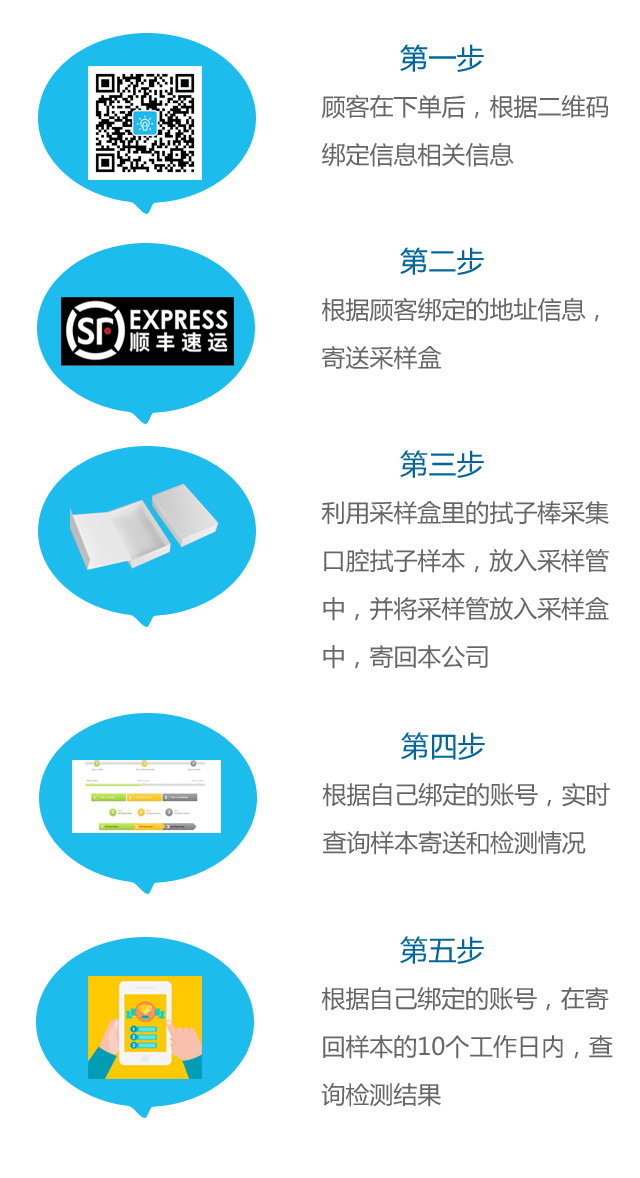 第一步
顾客在下单后，根据二维码
绑定信息相关信息
第二步
EXPRESS
顺丰速运
SF
根据顾客绑定的地址信息，
寄送采样盒
第三步
利用采样盒里的拭子棒采集
口腔拭子样本，放入采样管
中，并将采样管放入采样盒
中，寄回本公司
第四步
根据自己绑定的账号，实时
查询样本寄送和检测情况
第五步
根据自己绑定的账号，在寄
回样本的10个工作日内，查
询检测结果
1
2
3